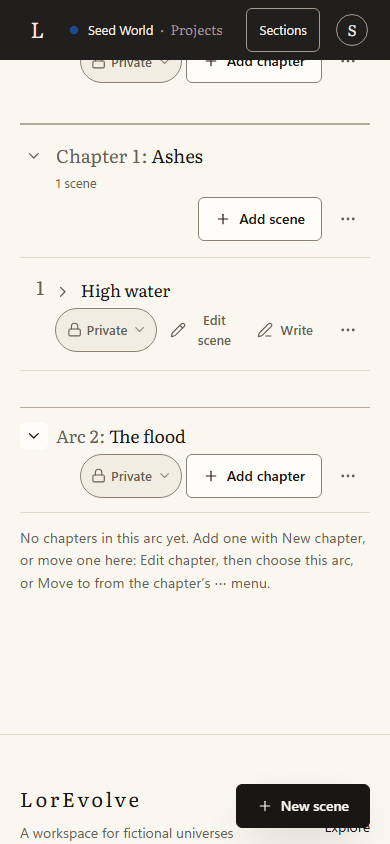 L Seed World · Projects Sections S
Private Add chapter ···
Chapter 1: Ashes
1 scene
+ Add scene ···
1 High water
Private Edit scene Write ···
Arc 2: The flood
Private + Add chapter ···
No chapters in this arc yet. Add one with New chapter,
or move one here: Edit chapter, then choose this arc,
or Move to from the chapter’s ··· menu.
LorEvolve
+ New scene
A workspace for fictional universes
Explore